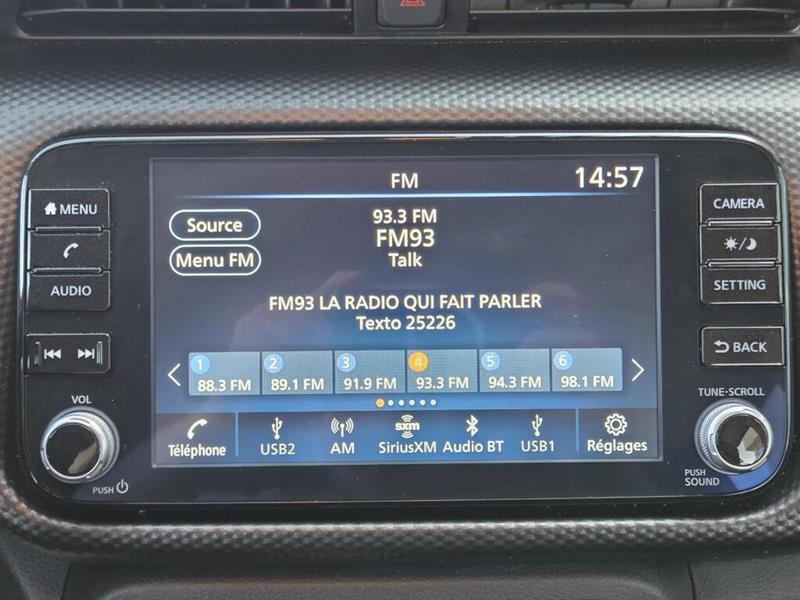 FM
14:57
MENU
AUDIO
VOL
PUSH
Source
Menu FM
93.3 FM
FM93
Talk
FM93 LA RADIO QUI FAIT PARLER
Texto 25226
1 2 3 4 5 6
88.3 FM 89.1 FM 91.9 FM 93.3 FM 94.3 FM 98.1 FM
Téléphone USB2 AM SiriusXM Audio BT USB1 Réglages
sxm
CAMERA
SETTING
BACK
TUNE·SCROLL
PUSH
SOUND